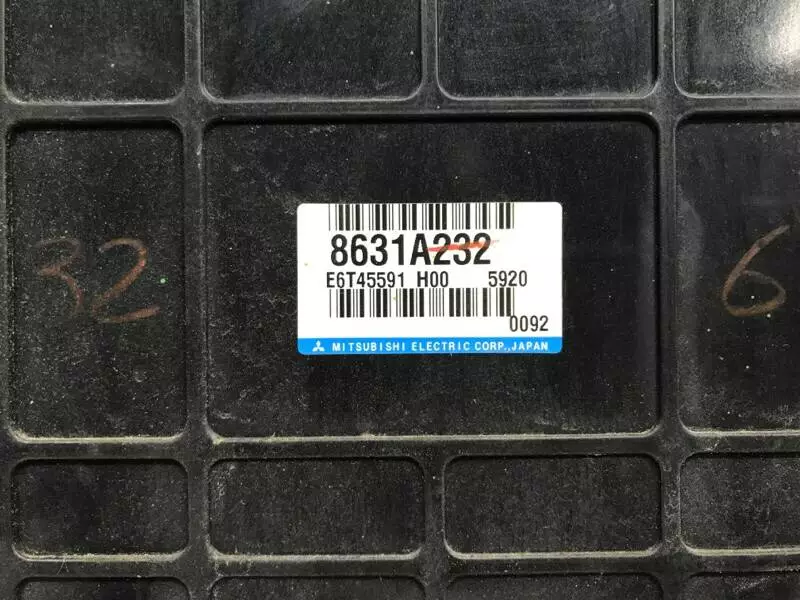 8631A232
E6T45591 H00 5920
0092
MITSUBISHI ELECTRIC CORP.,JAPAN
32
6